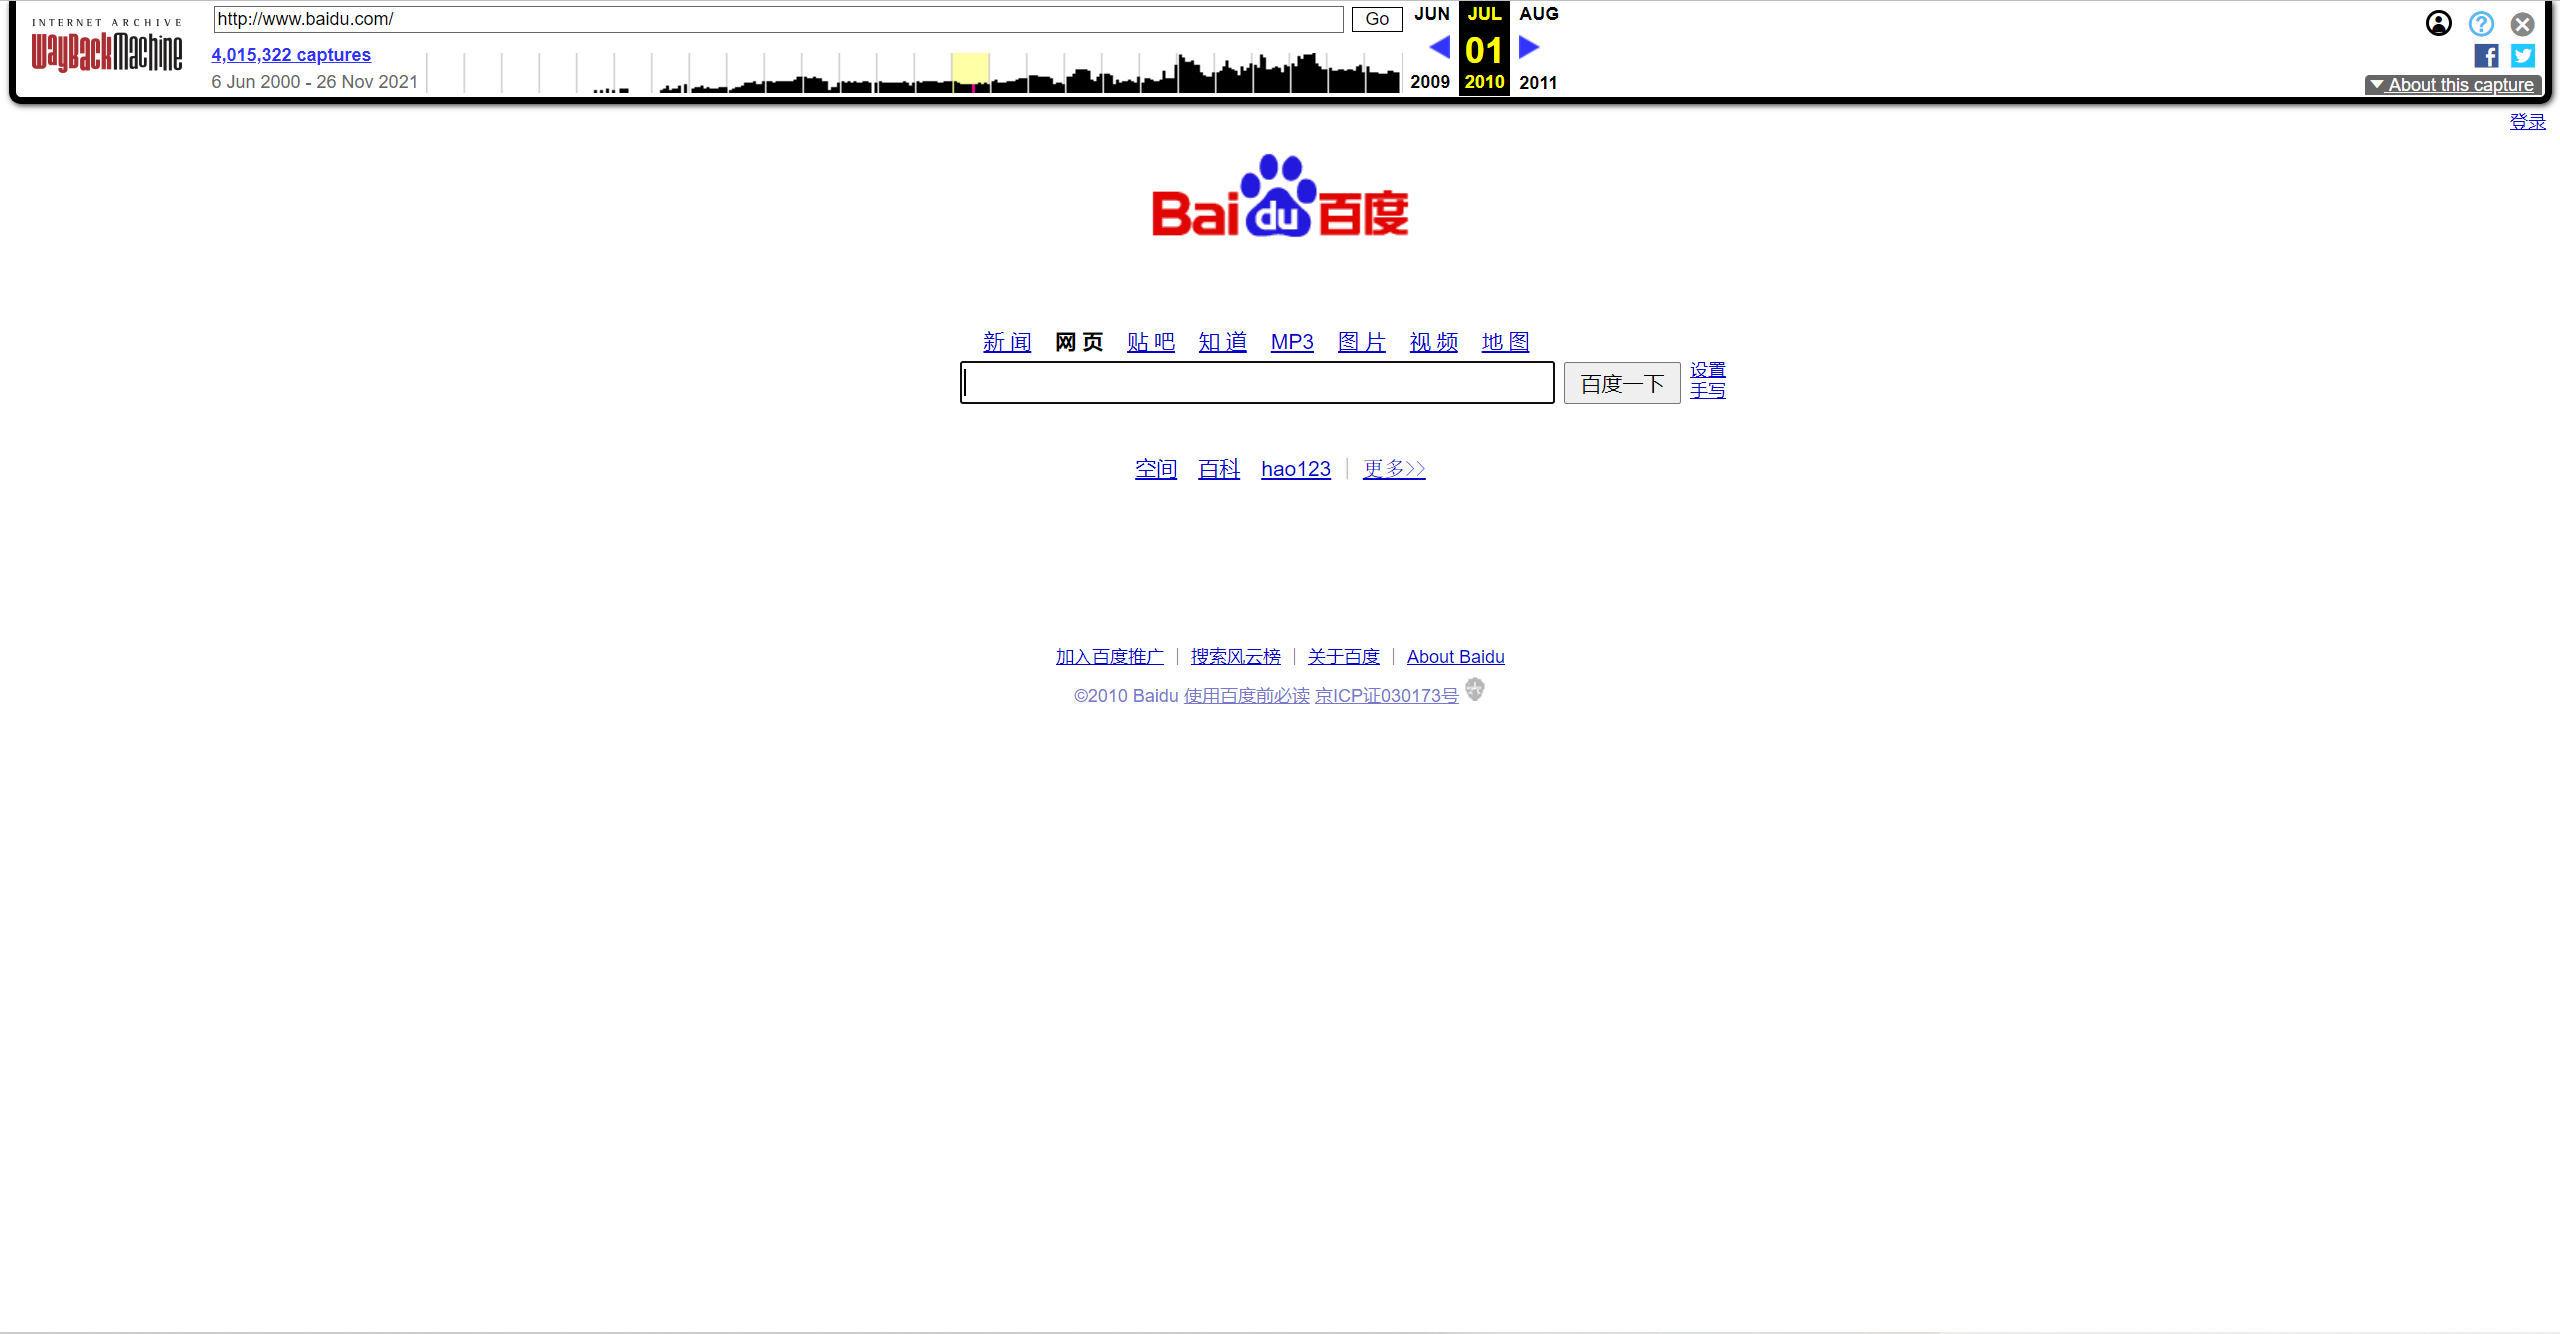 INTERNET ARCHIVE
WayBackMachine
http://www.baidu.com/
Go
JUN JUL AUG
4,015,322 captures
01
6 Jun 2000 - 26 Nov 2021
2009 2010 2011
About this capture
登录
Bai du 百度
新 闻 网 页 贴 吧 知 道 MP3 图 片 视 频 地 图
百度一下
设置
手写
空间 百科 hao123 | 更多>>
加入百度推广 | 搜索风云榜 | 关于百度 | About Baidu
©2010 Baidu 使用百度前必读 京ICP证030173号